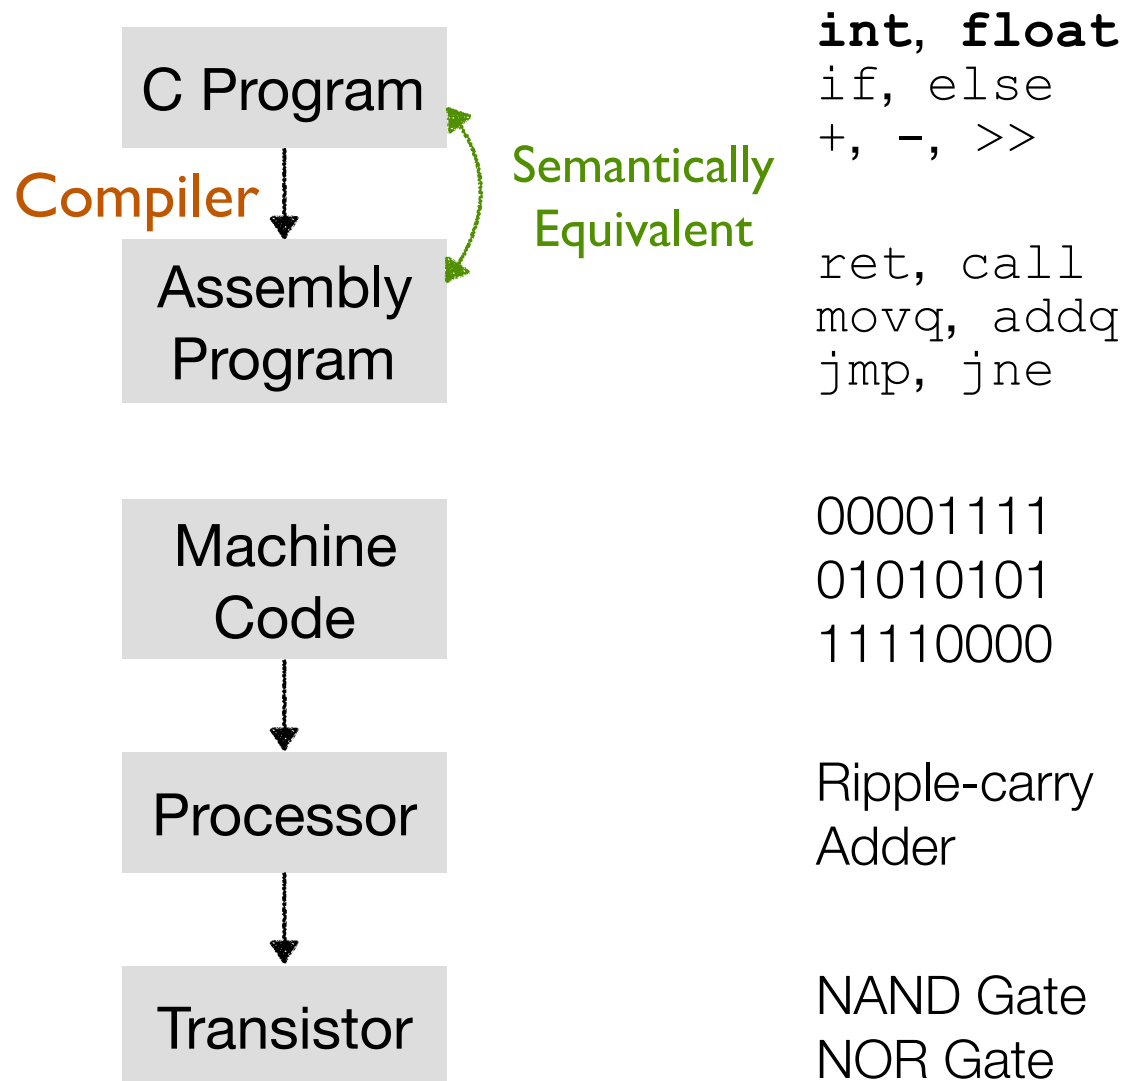 C Program
int, float
if, else
+, -, >>
Compiler
Semantically
Equivalent
Assembly
Program
ret, call
movq, addq
jmp, jne
Machine
Code
00001111
01010101
11110000
Processor
Ripple-carry
Adder
Transistor
NAND Gate
NOR Gate